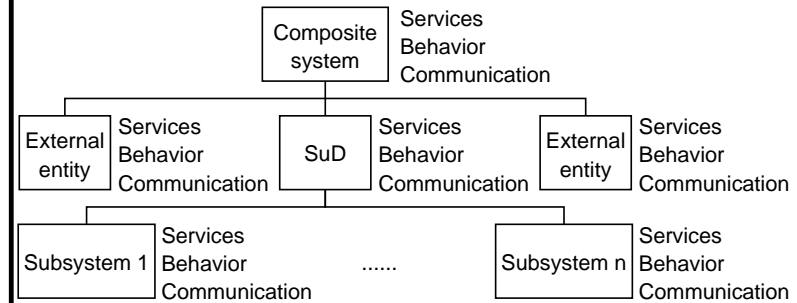 Composite
system
Services
Behavior
Communication
External
entity
Services
Behavior
Communication
SuD
Services
Behavior
Communication
External
entity
Services
Behavior
Communication
Subsystem 1
Services
Behavior
Communication
......
Subsystem n
Services
Behavior
Communication